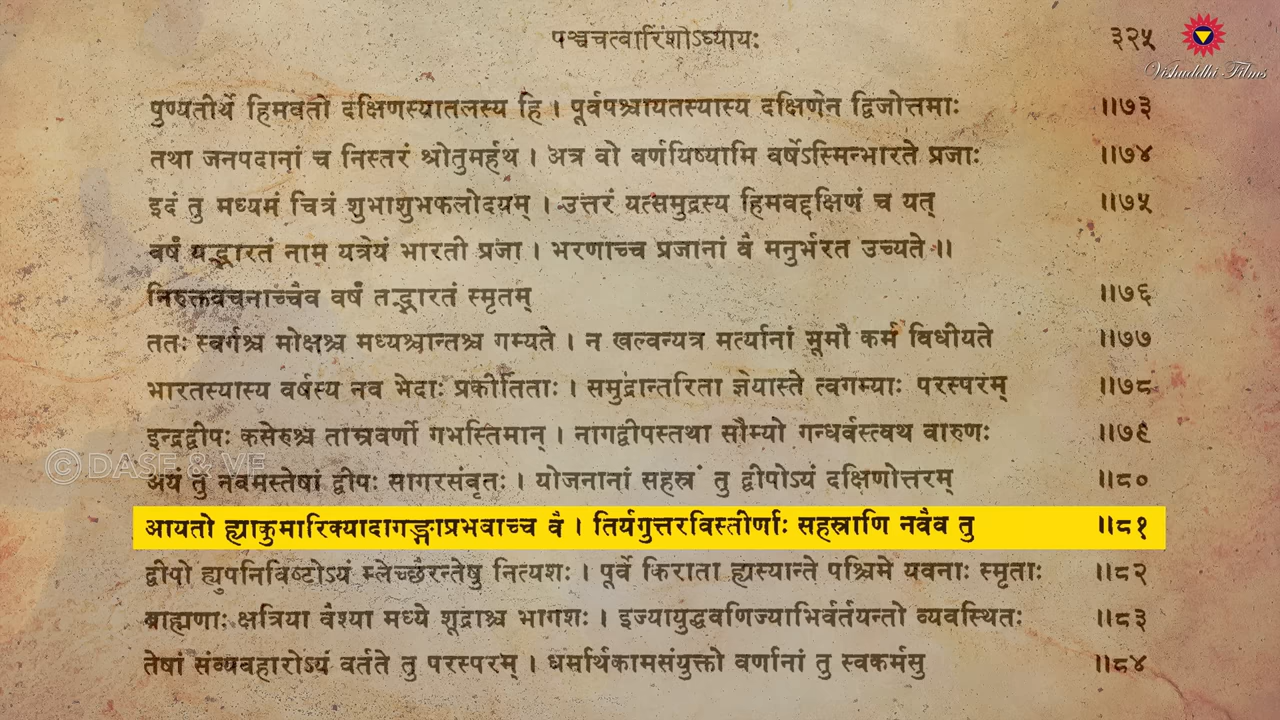 पञ्चचत्वारिंशोऽध्यायः ३२५
Vishuddhi Films
पुण्यतीर्थे हिमवतो दक्षिणस्यातलस्य हि । पूर्वपश्चायतस्यास्य दक्षिणेन द्विजोत्तमाः ॥७३
तथा जनपदानां च निस्तरं श्रोतुमर्हथ । अत्र वो वर्णयिष्यामि वर्षेऽस्मिन्भारते प्रजाः ॥७४
इदं तु मध्यमं चित्रं शुभाशुभफलोदयम् । उत्तरं यत्समुद्रस्य हिमवद्दक्षिणं च यत् ॥७५
वर्षं यद्भारतं नाम यत्रेयं भारती प्रजा । भरणाच्च प्रजानां वै मनुर्भरत उच्यते ॥
निरुक्तवचनाच्चैव वर्षं तद्भारतं स्मृतम् ॥७६
ततः स्वर्गश्च मोक्षश्च मध्यश्चान्तश्च गम्यते । न खल्वन्यत्र मर्त्यानां भूमौ कर्म विधीयते ॥७७
भारतस्यास्य वर्षस्य नव भेदाः प्रकीर्तिताः । समुद्रान्तरिता ज्ञेयास्ते त्वगम्याः परस्परम् ॥७८
इन्द्रद्वीपः कसेरुश्च ताम्रवर्णो गभस्तिमान् । नागद्वीपस्तथा सौम्यो गन्धर्वस्त्वथ वारुणः ॥७९
© DASF & VF
अयं तु नवमस्तेषां द्वीपः सागरसंवृतः । योजनानां सहस्रं तु द्वीपोऽयं दक्षिणोत्तरम् ॥८०
आयतो ह्याकुमारिक्यादागङ्गाप्रभवाच्च वै । तिर्यगुत्तरविस्तीर्णाः सहस्राणि नवैव तु ॥८१
द्वीपो ह्युपनिविष्टोऽयं म्लेच्छैरन्तेषु नित्यशः । पूर्वे किराता ह्यस्यान्ते पश्चिमे यवनाः स्मृताः ॥८२
ब्राह्मणाः क्षत्रिया वैश्या मध्ये शूद्राश्च भागशः । इज्यायुद्धवणिज्याभिर्वर्तयन्तो व्यवस्थितः ॥८३
तेषां संव्यवहारोऽयं वर्तते तु परस्परम् । धर्मार्थकामसंयुक्तो वर्णानां तु स्वकर्मसु ॥८४